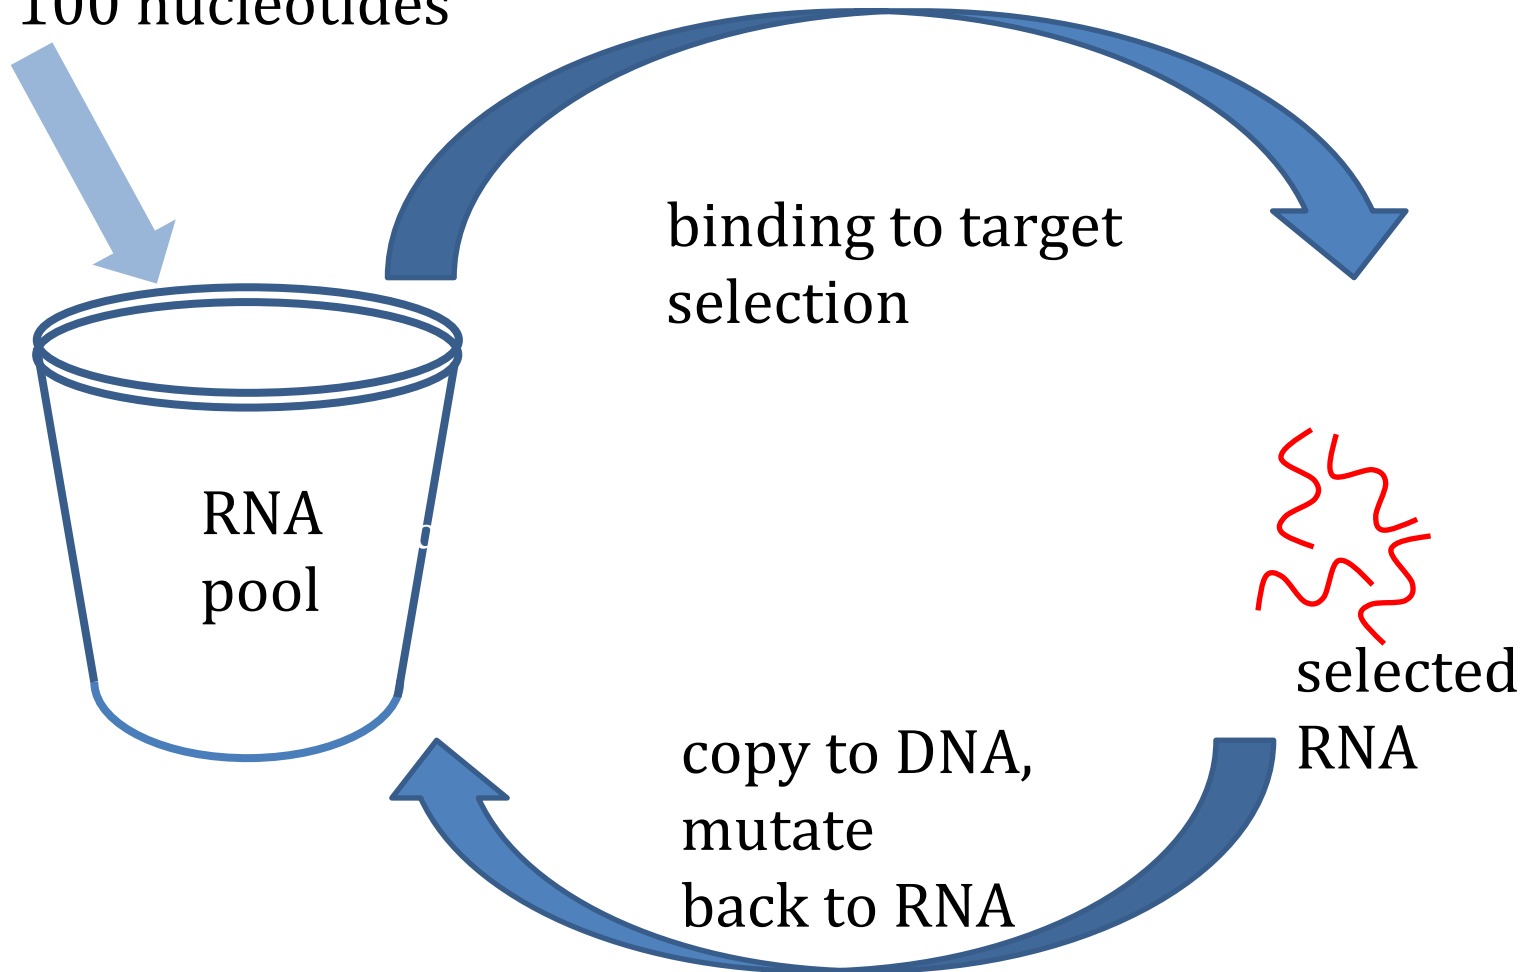 100 nucleotides
binding to target
selection
RNA
pool
selected
RNA
copy to DNA,
mutate
back to RNA